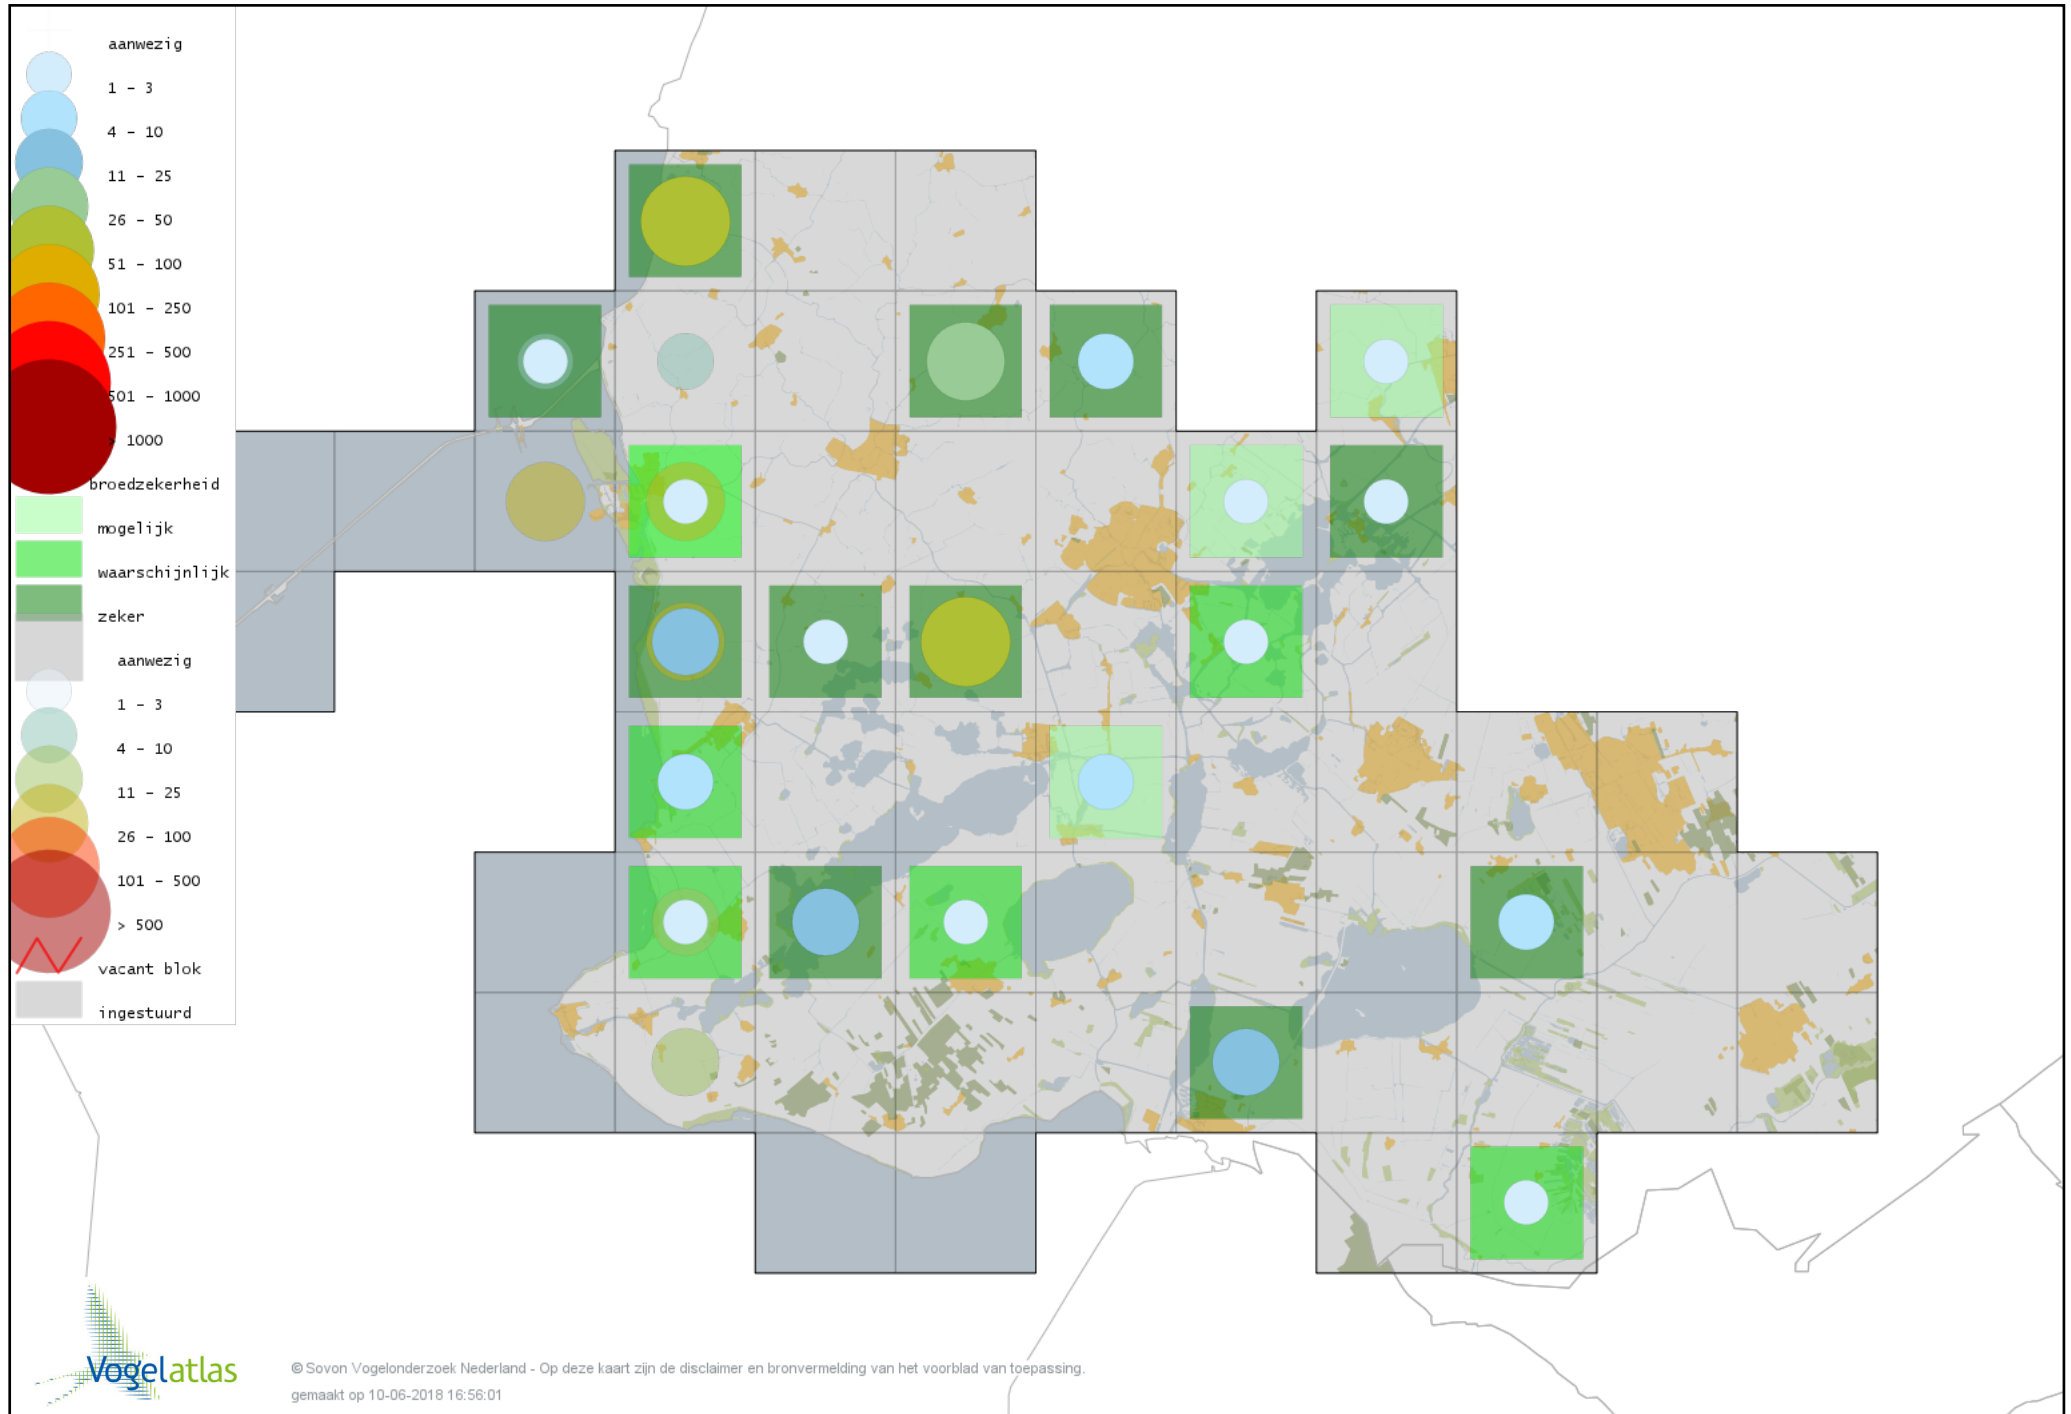 aanwezig
1 – 3
4 – 10
11 – 25
26 – 50
51 – 100
101 – 250
251 – 500
501 – 1000
> 1000
broedzekerheid
mogelijk
waarschijnlijk
zeker
aanwezig
1 – 3
4 – 10
11 – 25
26 – 100
101 – 500
> 500
vacant blok
ingestuurd
Vogelatlas
© Sovon Vogelonderzoek Nederland - Op deze kaart zijn de disclaimer en bronvermelding van het voorblad van toepassing.
gemaakt op 10-06-2018 16:56:01